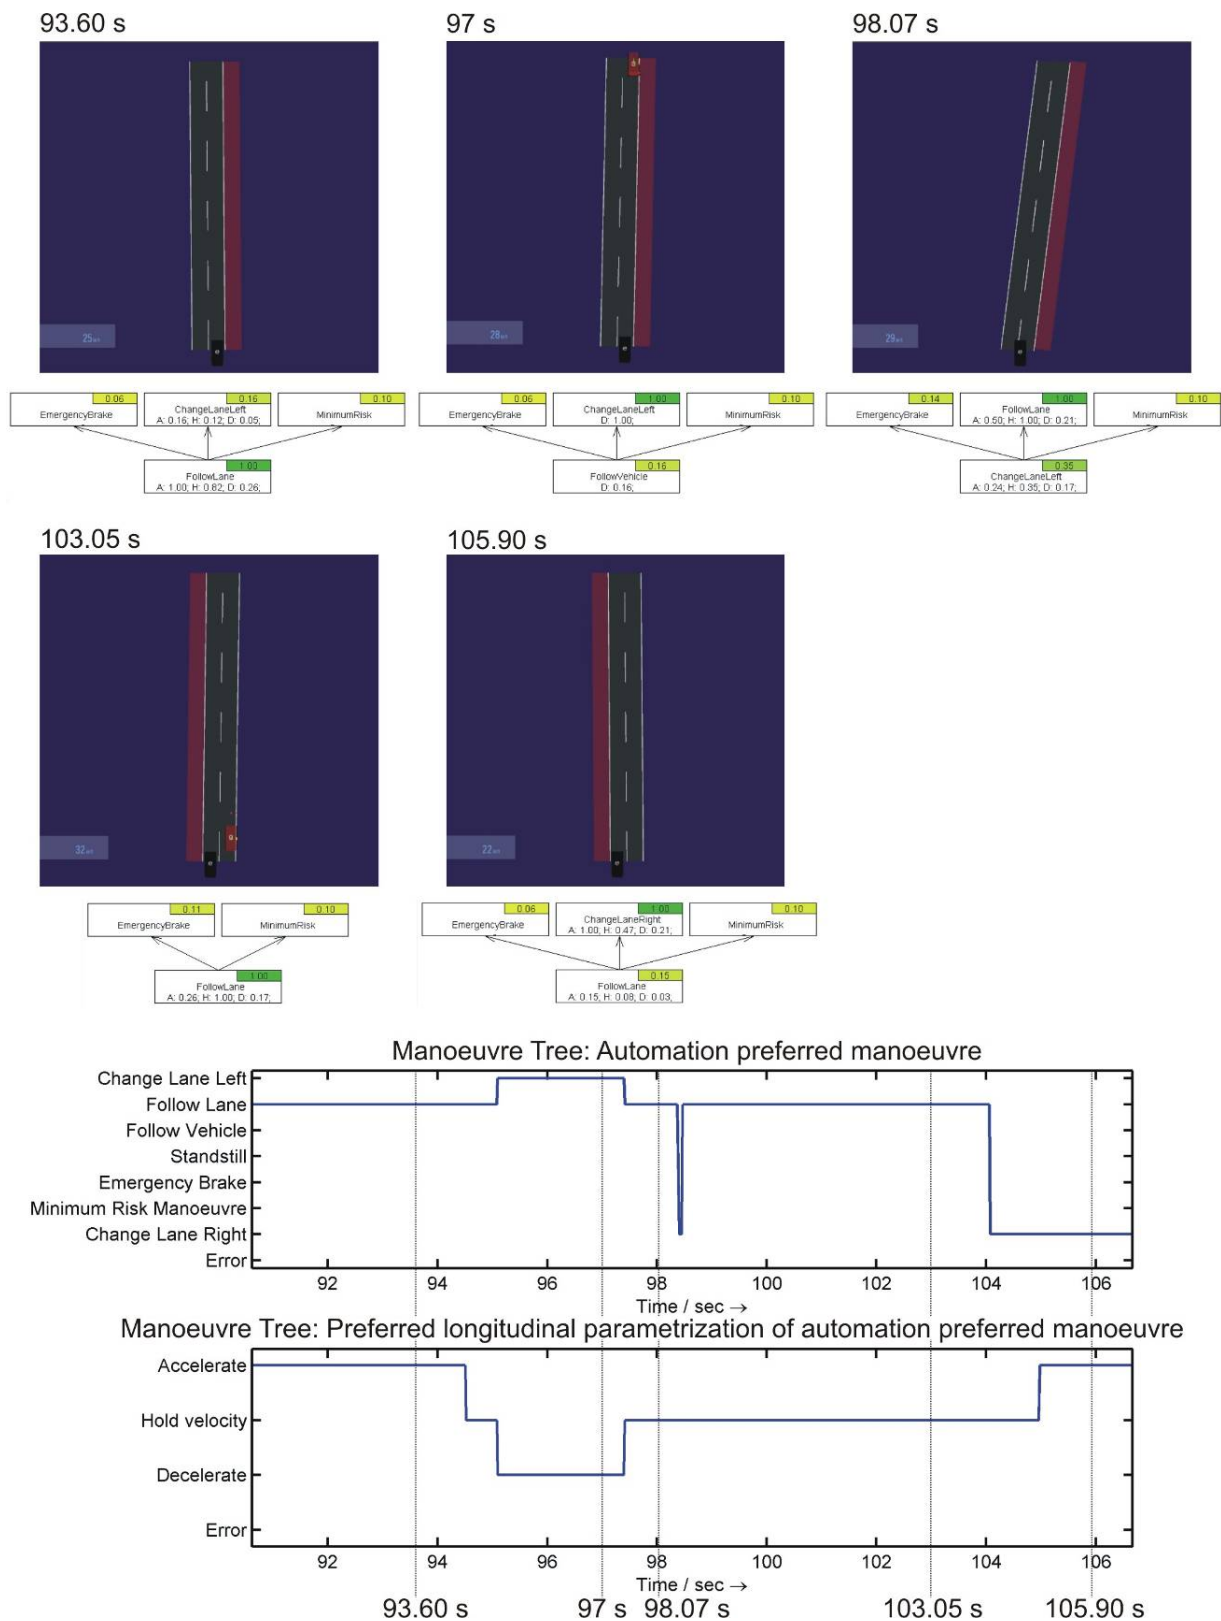 93.60 s
97 s
98.07 s
25 m/s
28 m/s
29 m/s
0.06
EmergencyBrake
0.16
ChangeLaneLeft
A: 0.16; H: 0.12; D: 0.05;
0.10
MinimumRisk
1.00
FollowLane
A: 1.00; H: 0.82; D: 0.26;
0.06
EmergencyBrake
1.00
ChangeLaneLeft
D: 1.00;
0.10
MinimumRisk
0.16
FollowVehicle
D: 0.16;
0.14
EmergencyBrake
1.00
FollowLane
A: 0.50; H: 1.00; D: 0.21;
0.10
MinimumRisk
0.35
ChangeLaneLeft
A: 0.24; H: 0.35; D: 0.17;
103.05 s
105.90 s
32 m/s
22 m/s
0.11
EmergencyBrake
0.10
MinimumRisk
1.00
FollowLane
A: 0.26; H: 1.00; D: 0.17;
0.06
EmergencyBrake
1.00
ChangeLaneRight
A: 1.00; H: 0.47; D: 0.21;
0.10
MinimumRisk
0.15
FollowLane
A: 0.15; H: 0.08; D: 0.03;
Manoeuvre Tree: Automation preferred manoeuvre
Change Lane Left
Follow Lane
Follow Vehicle
Standstill
Emergency Brake
Minimum Risk Manoeuvre
Change Lane Right
Error
92 94 96 98 100 102 104 106
Time / sec →
Manoeuvre Tree: Preferred longitudinal parametrization of automation preferred manoeuvre
Accelerate
Hold velocity
Decelerate
Error
92 94 96 98 100 102 104 106
Time / sec →
93.60 s 97 s 98.07 s 103.05 s 105.90 s